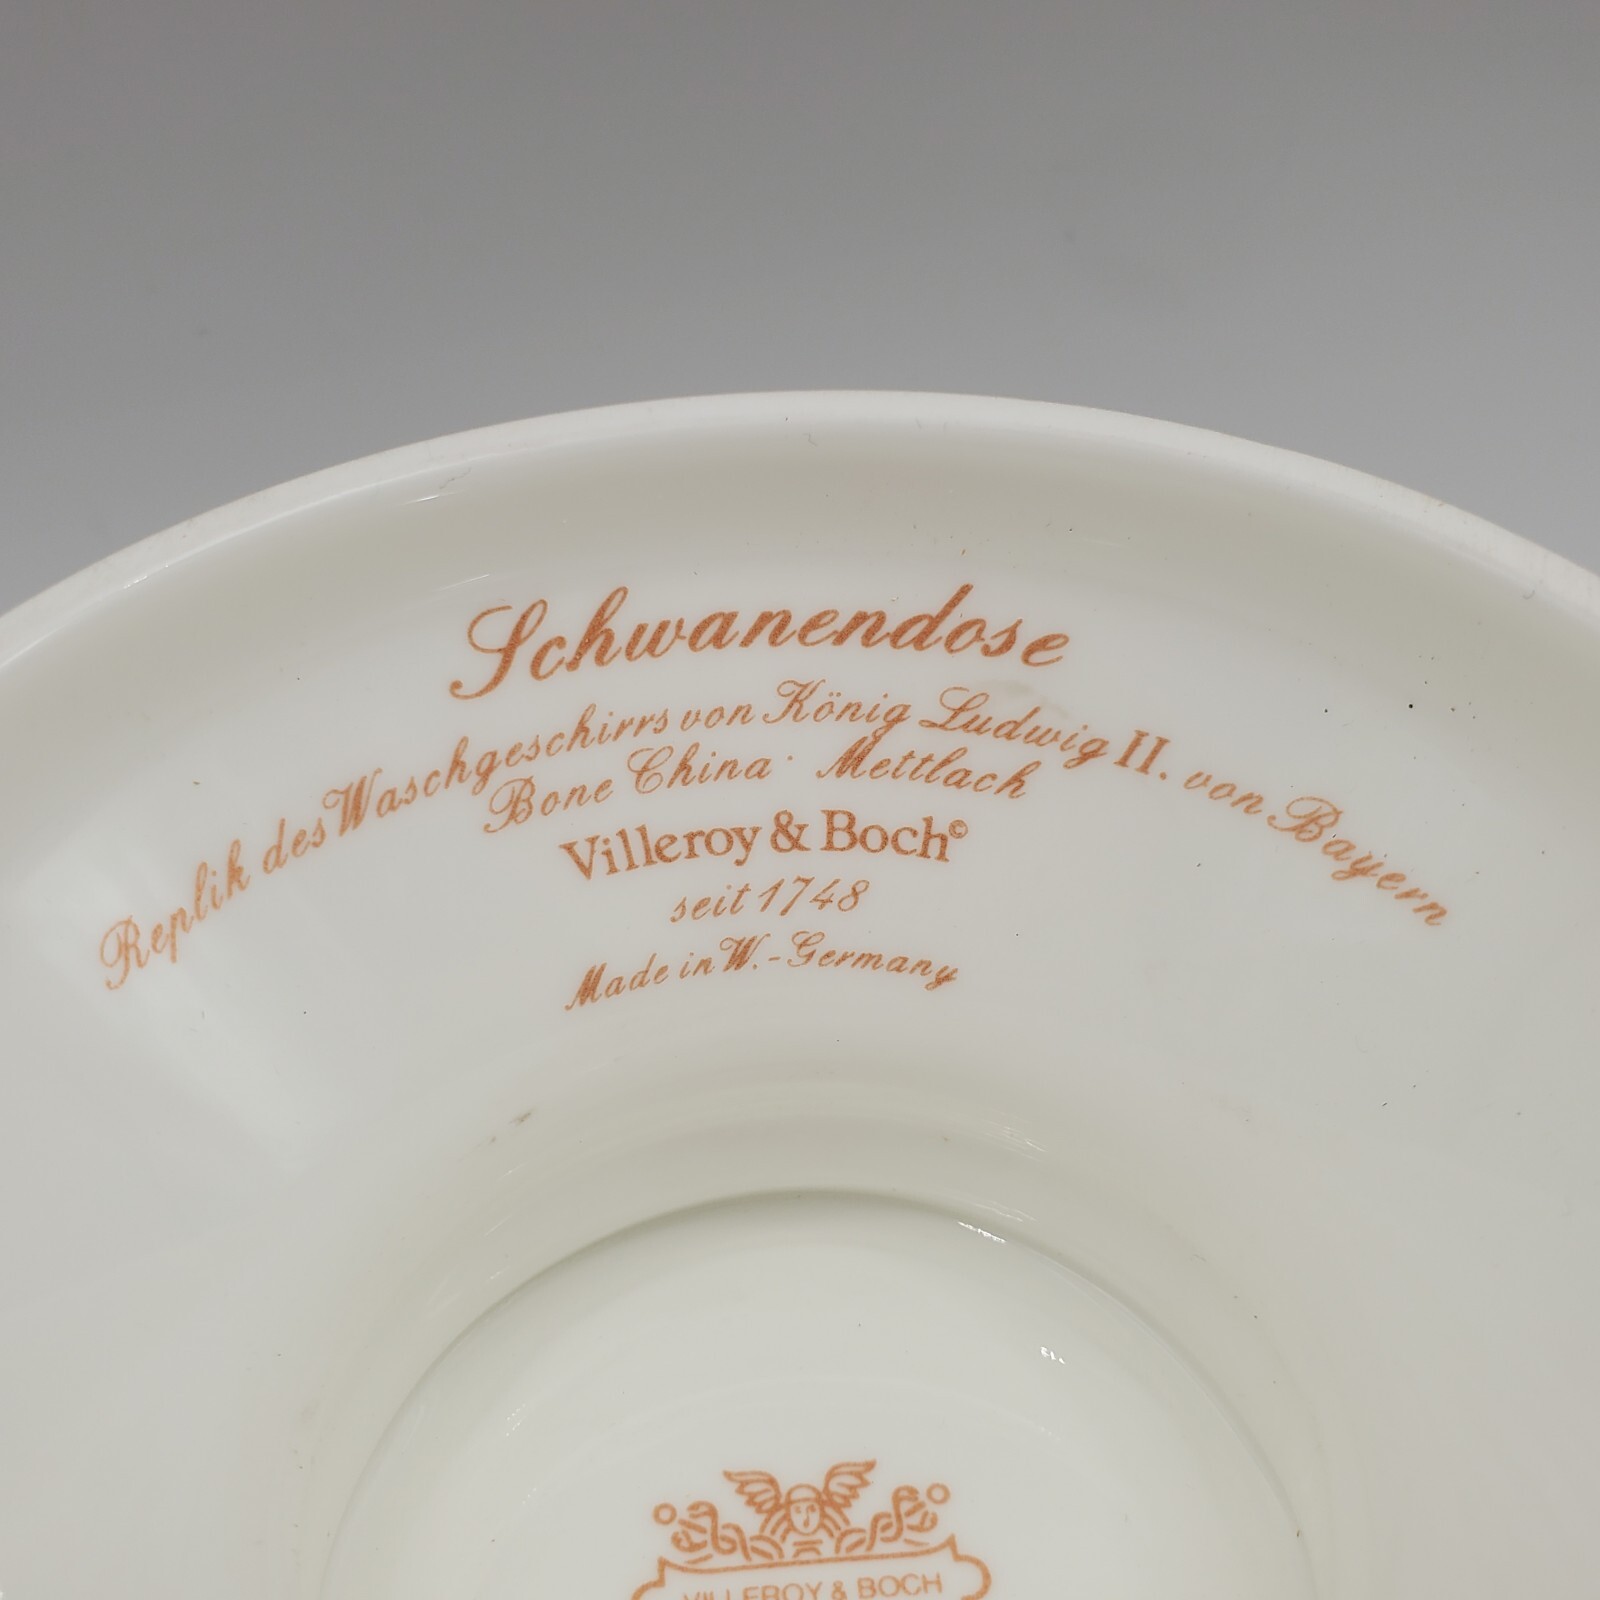 Schwanendose
Replik des Waschgeschirrs von König Ludwig II. von Bayern
Bone China · Mettlach
Villeroy & Boch©
seit 1748
Made in W.-Germany
VILLEROY & BOCH